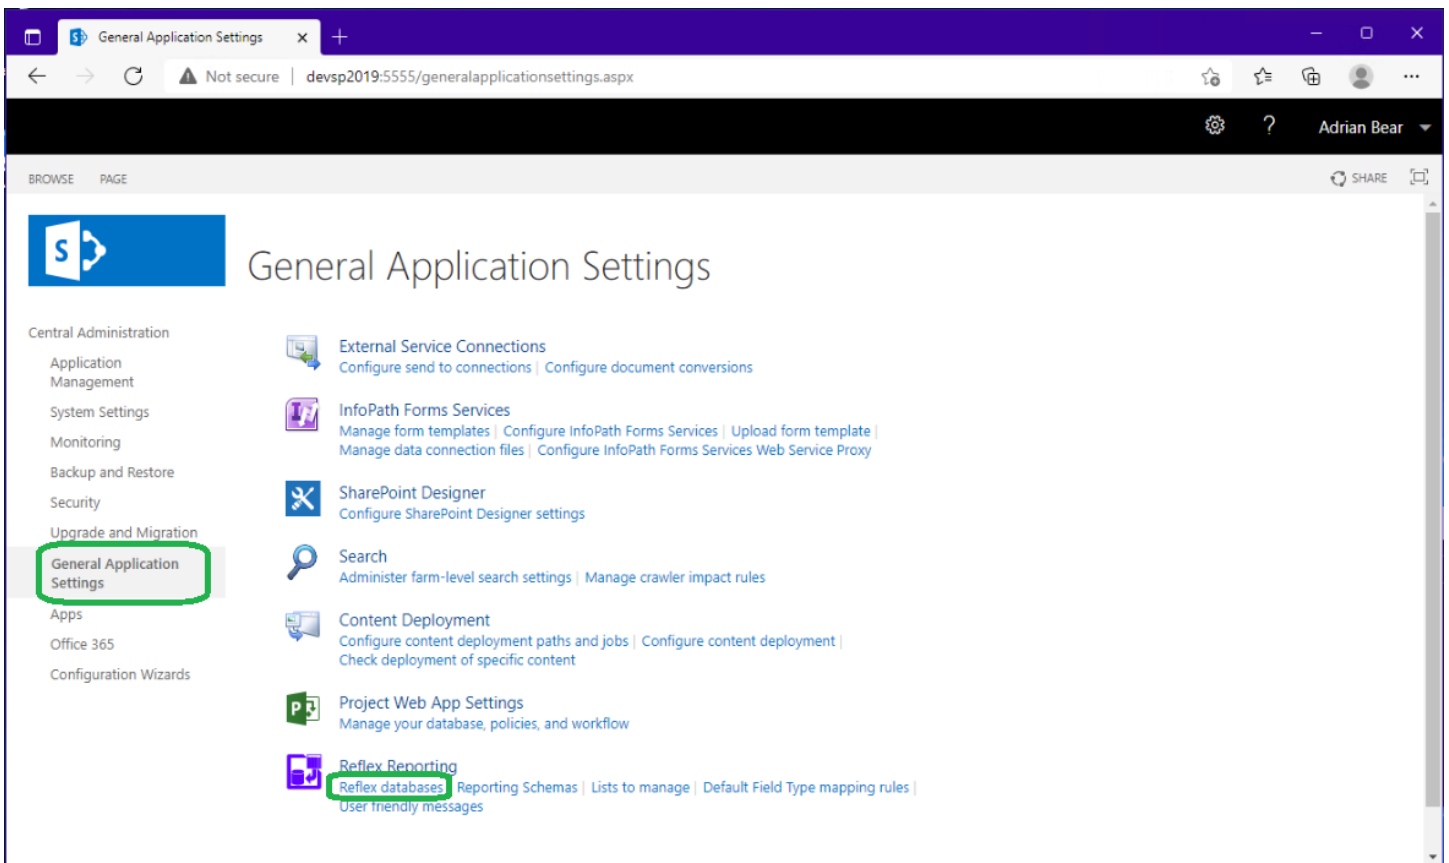 General Application Settings
Not secure | devsp2019:5555/generalapplicationsettings.aspx
? Adrian Bear
BROWSE PAGE SHARE
S
General Application Settings
Central Administration
Application
Management
System Settings
Monitoring
Backup and Restore
Security
Upgrade and Migration
General Application
Settings
Apps
Office 365
Configuration Wizards
External Service Connections
Configure send to connections | Configure document conversions
InfoPath Forms Services
Manage form templates | Configure InfoPath Forms Services | Upload form template |
Manage data connection files | Configure InfoPath Forms Services Web Service Proxy
SharePoint Designer
Configure SharePoint Designer settings
Search
Administer farm-level search settings | Manage crawler impact rules
Content Deployment
Configure content deployment paths and jobs | Configure content deployment |
Check deployment of specific content
Project Web App Settings
Manage your database, policies, and workflow
Reflex Reporting
Reflex databases | Reporting Schemas | Lists to manage | Default Field Type mapping rules |
User friendly messages